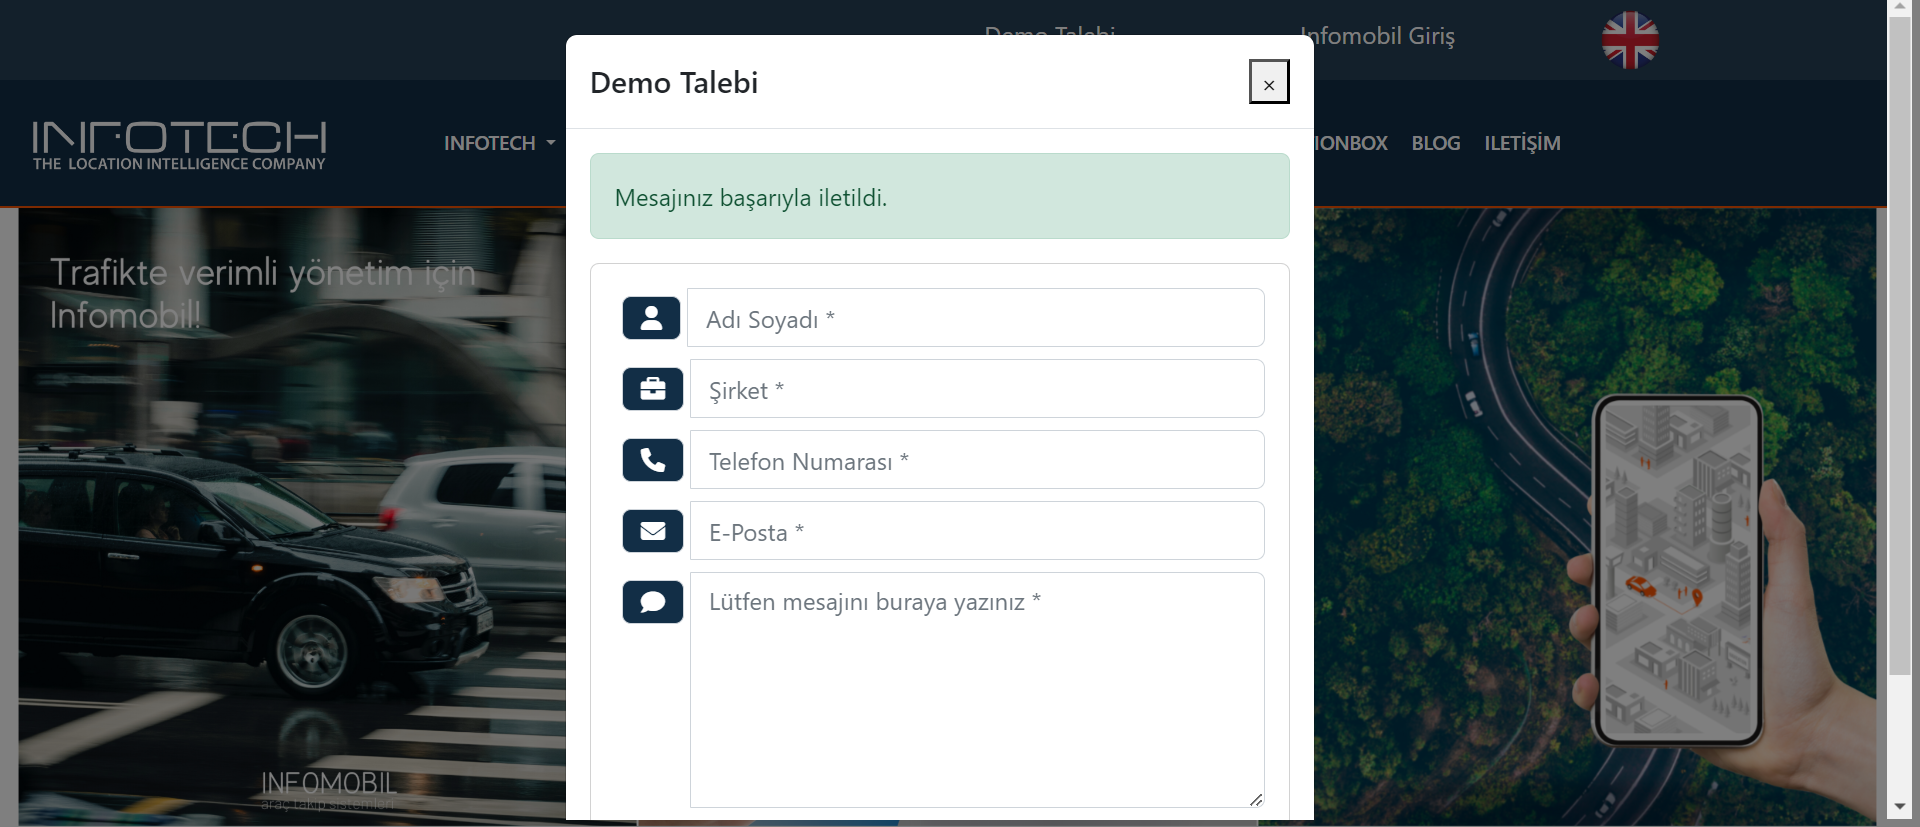 Demo Talebi
Infomobil Giriş
INFOTECH
THE LOCATION INTELLIGENCE COMPANY
INFOTECH
IONBOX
BLOG
ILETİŞİM
Trafikte verimli yönetim için
Infomobil!
INFOMOBIL
araç takip sistemleri
Demo Talebi
×
Mesajınız başarıyla iletildi.
Adı Soyadı *
Şirket *
Telefon Numarası *
E-Posta *
Lütfen mesajını buraya yazınız *